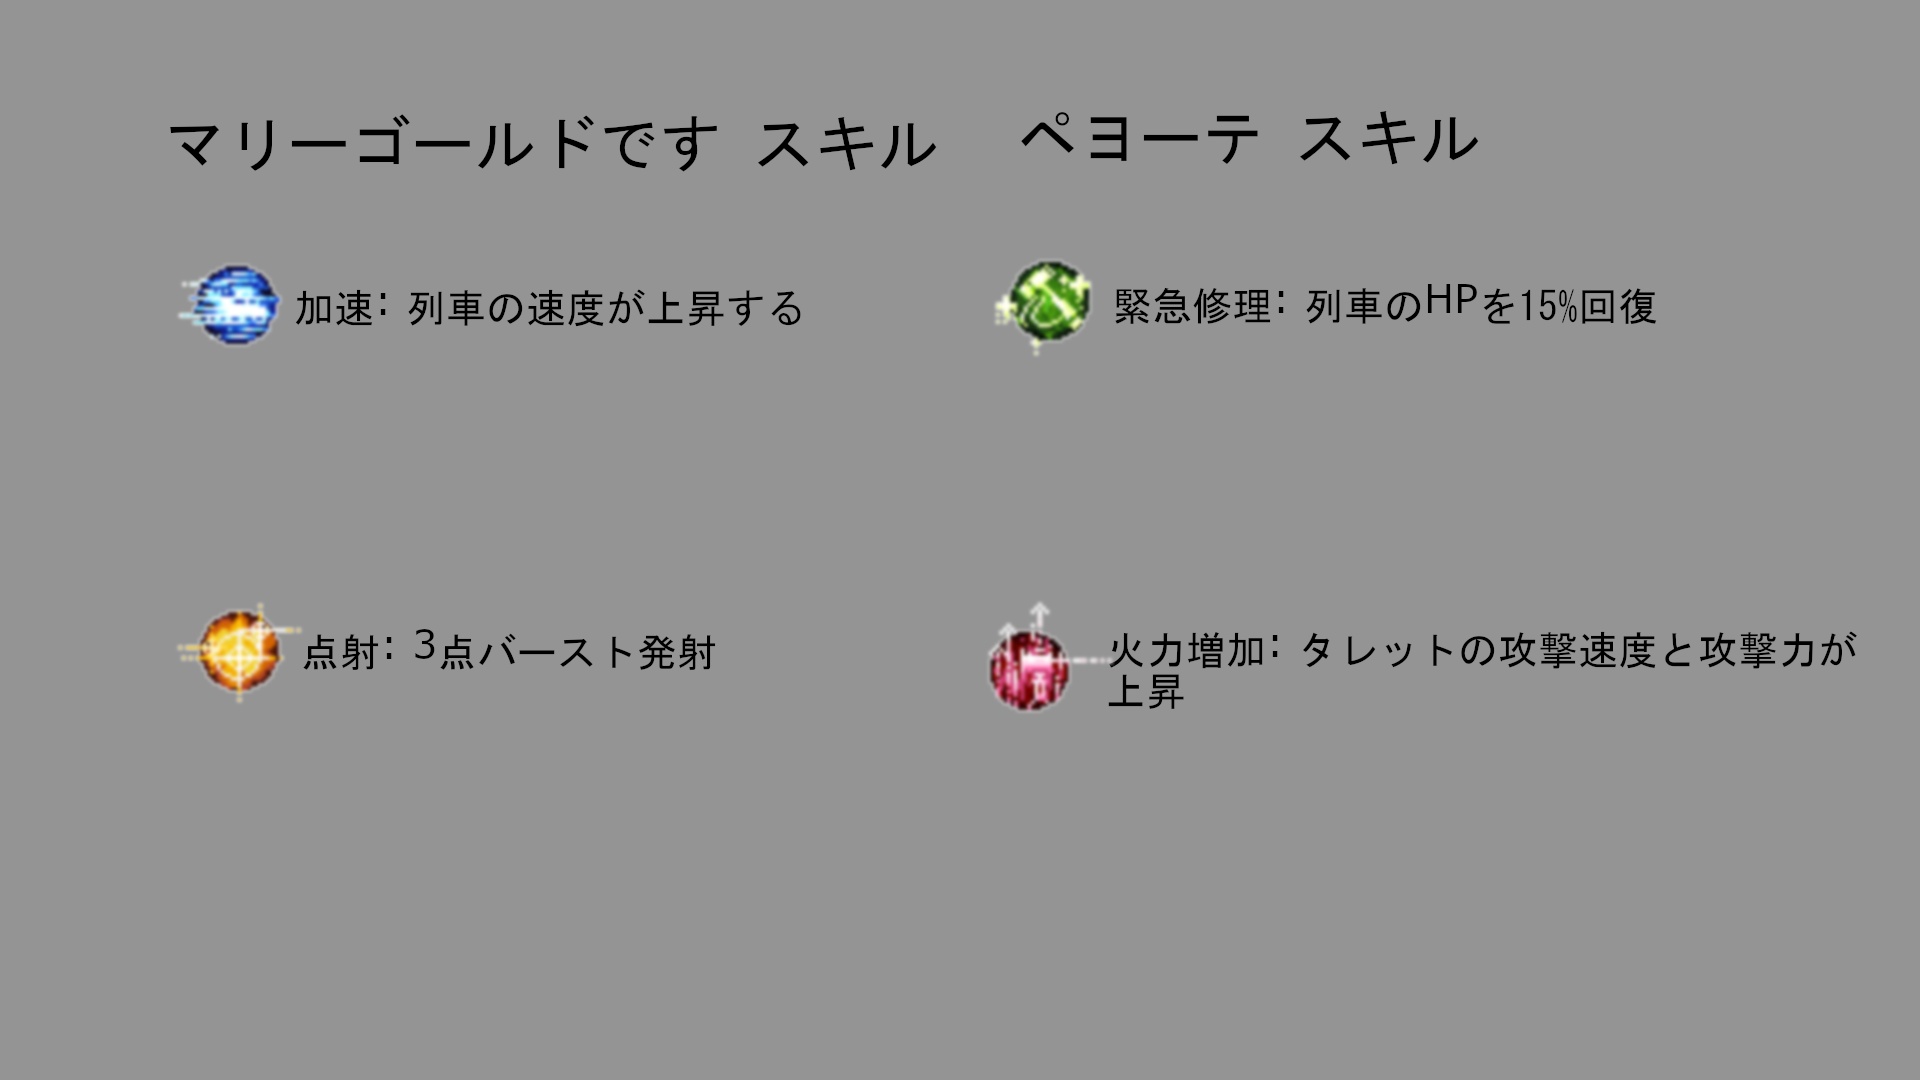 マリーゴールドです スキル
ペヨーテ スキル
加速: 列車の速度が上昇する
緊急修理: 列車のHPを15%回復
点射: 3点バースト発射
火力増加: タレットの攻撃速度と攻撃力が
上昇